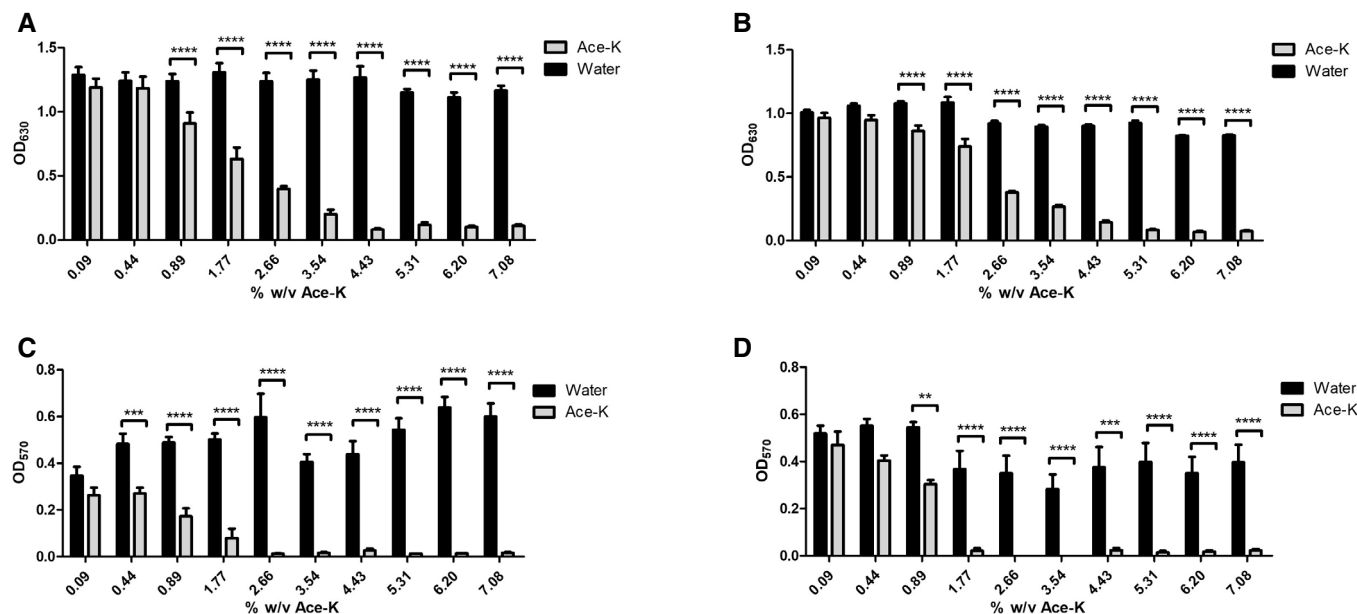 A
1.5
1.0
0.5
0.0
OD630
**** **** **** **** **** **** **** ****
Ace-K
Water
0.09 0.44 0.89 1.77 2.66 3.54 4.43 5.31 6.20 7.08
% w/v Ace-K
B
1.5
1.0
0.5
0.0
OD630
**** **** **** **** **** **** **** ****
Ace-K
Water
0.09 0.44 0.89 1.77 2.66 3.54 4.43 5.31 6.20 7.08
% w/v Ace-K
C
0.8
0.6
0.4
0.2
0.0
OD570
*** **** **** **** **** **** **** **** ****
Water
Ace-K
0.09 0.44 0.89 1.77 2.66 3.54 4.43 5.31 6.20 7.08
% w/v Ace-K
D
0.8
0.6
0.4
0.2
0.0
OD570
** **** **** **** *** **** **** ****
Water
Ace-K
0.09 0.44 0.89 1.77 2.66 3.54 4.43 5.31 6.20 7.08
% w/v Ace-K